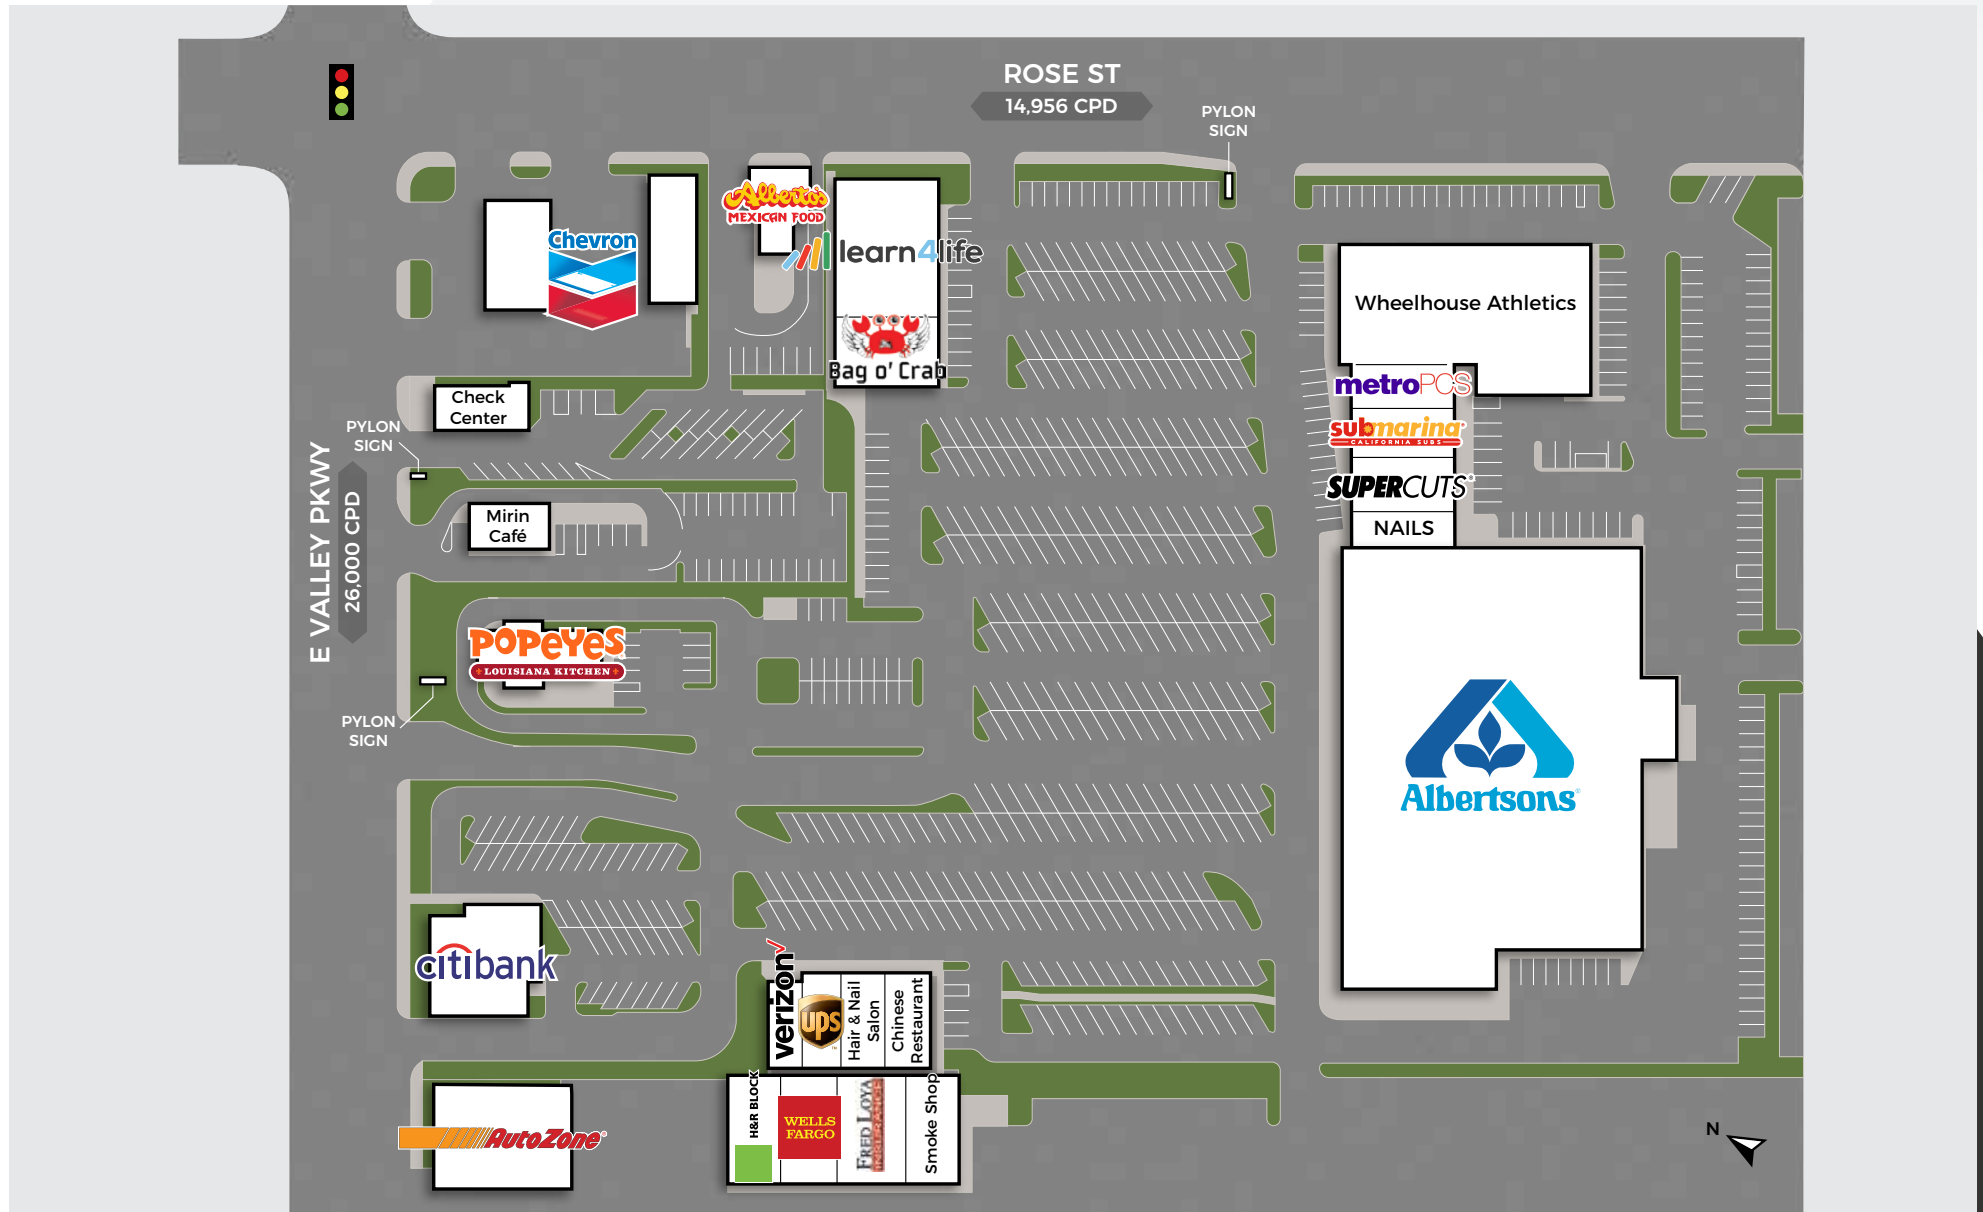 ROSE ST
14,956 CPD
PYLON
SIGN
Alberto's
MEXICAN FOOD
Chevron
learn4life
Bag o' Crab
Wheelhouse Athletics
metroPCS
submarina
CALIFORNIA SUBS
SUPERCUTS
NAILS
Check
Center
PYLON
SIGN
E VALLEY PKWY
26,000 CPD
Mirin
Café
POPEYES
LOUISIANA KITCHEN
PYLON
SIGN
Albertsons
citibank
verizon
ups
Hair & Nail
Salon
Chinese
Restaurant
H&R BLOCK
WELLS
FARGO
FRED LOYA
INSURANCE
Smoke Shop
AutoZone
N